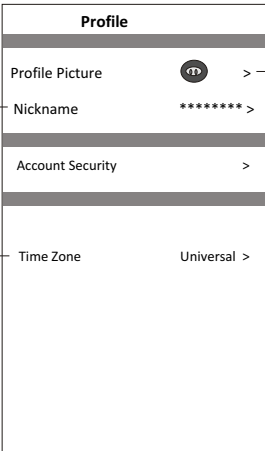 Profile
Profile Picture >
Nickname ******** >
Account Security >
Time Zone Universal >